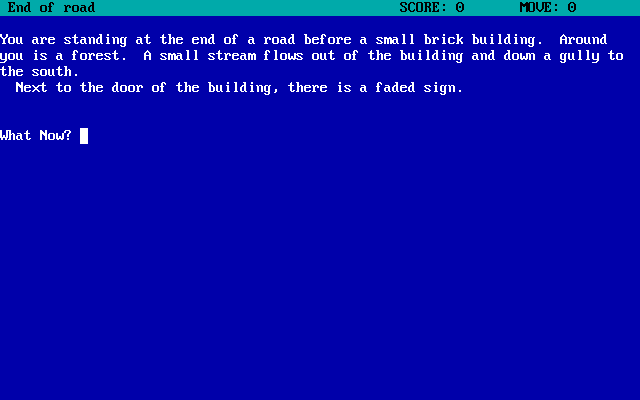 End of road SCORE: 0 MOVE: 0
You are standing at the end of a road before a small brick building.  Around
you is a forest.  A small stream flows out of the building and down a gully to
the south.
Next to the door of the building, there is a faded sign.
What Now?